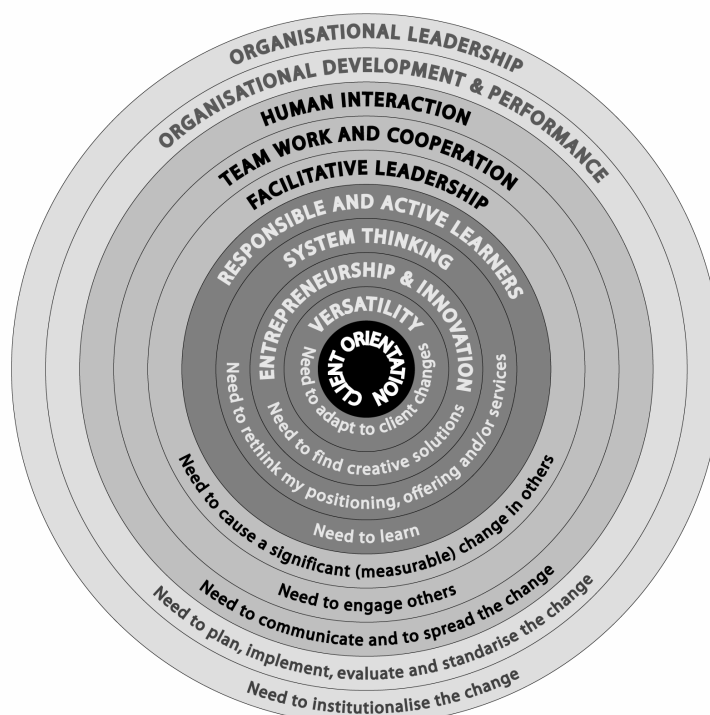 ORGANISATIONAL LEADERSHIP
ORGANISATIONAL DEVELOPMENT & PERFORMANCE
HUMAN INTERACTION
TEAM WORK AND COOPERATION
FACILITATIVE LEADERSHIP
RESPONSIBLE AND ACTIVE LEARNERS
SYSTEM THINKING
ENTREPRENEURSHIP & INNOVATION
VERSATILITY
CLIENT ORIENTATION
Need to adapt to client changes
Need to find creative solutions
Need to rethink my positioning, offering and/or services
Need to learn
Need to cause a significant (measurable) change in others
Need to engage others
Need to communicate and to spread the change
Need to plan, implement, evaluate and standarise the change
Need to institutionalise the change